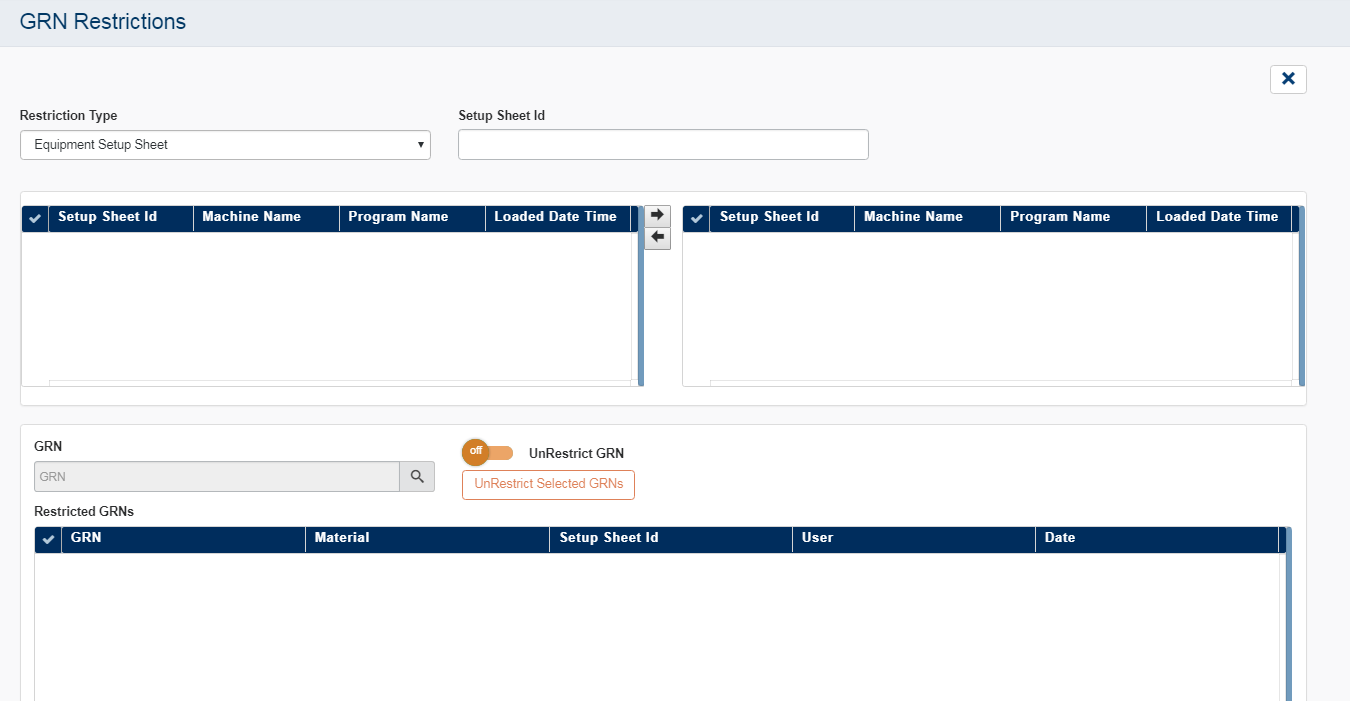 GRN Restrictions
Restriction Type
Setup Sheet Id
Equipment Setup Sheet
Setup Sheet Id Machine Name Program Name Loaded Date Time
Setup Sheet Id Machine Name Program Name Loaded Date Time
GRN
GRN
off UnRestrict GRN
UnRestrict Selected GRNs
Restricted GRNs
GRN Material Setup Sheet Id User Date